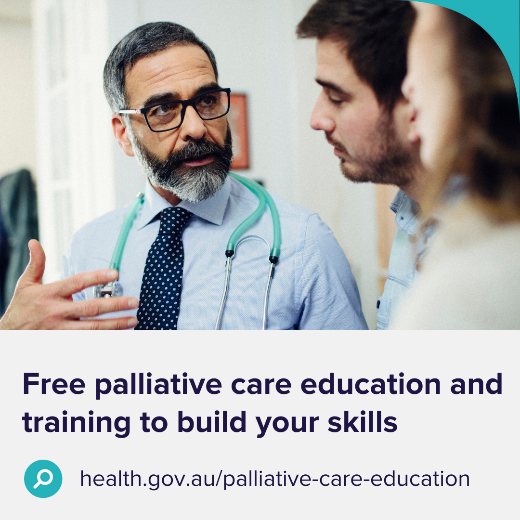 Free palliative care education and
training to build your skills
health.gov.au/palliative-care-education